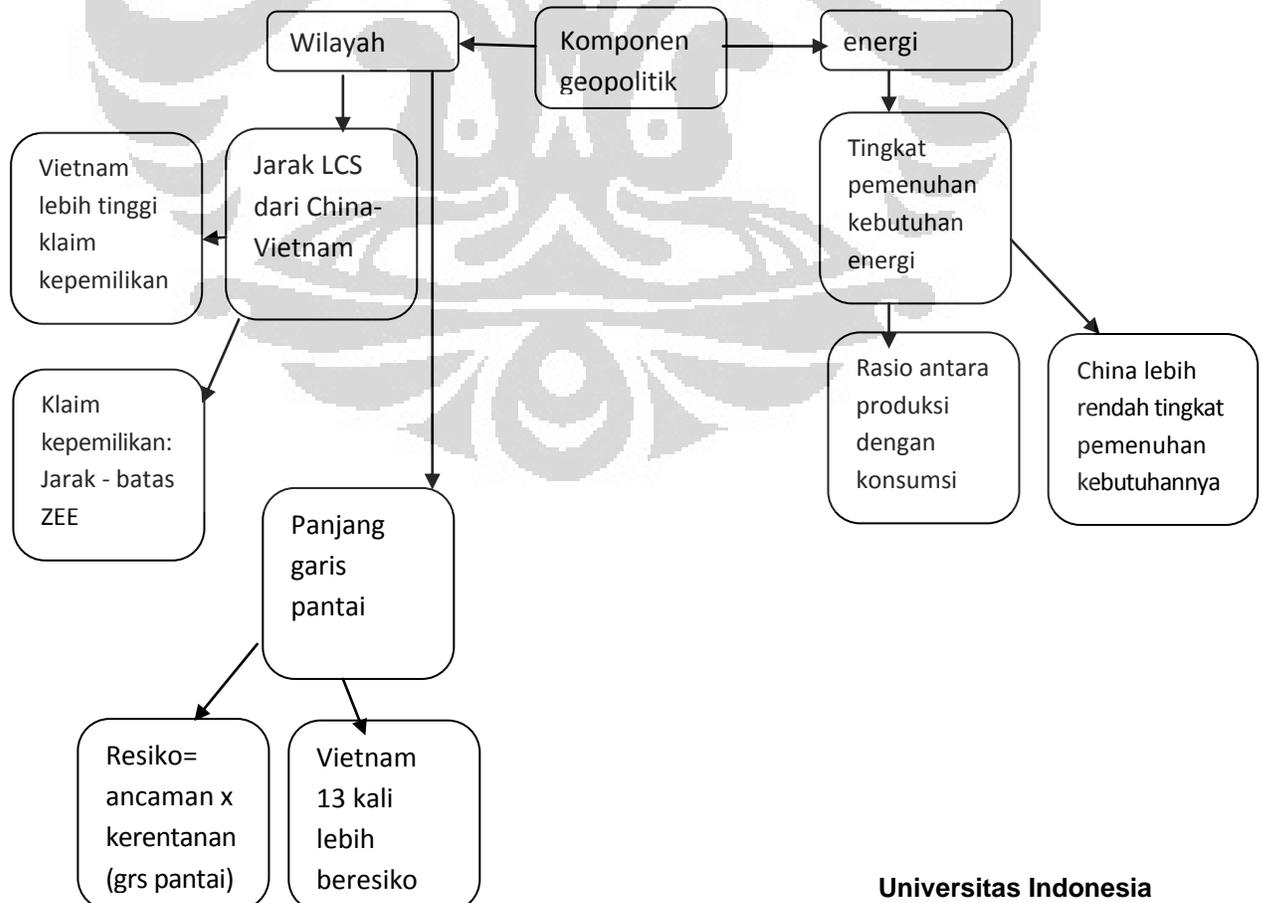 Wilayah
Komponen
geopolitik
energi
Vietnam
lebih tinggi
klaim
kepemilikan
Jarak LCS
dari China-
Vietnam
Tingkat
pemenuhan
kebutuhan
energi
Klaim
kepemilikan:
Jarak - batas
ZEE
Rasio antara
produksi
dengan
konsumsi
China lebih
rendah tingkat
pemenuhan
kebutuhannya
Panjang
garis
pantai
Resiko=
ancaman x
kerentanan
(grs pantai)
Vietnam
13 kali
lebih
beresiko
Universitas Indonesia